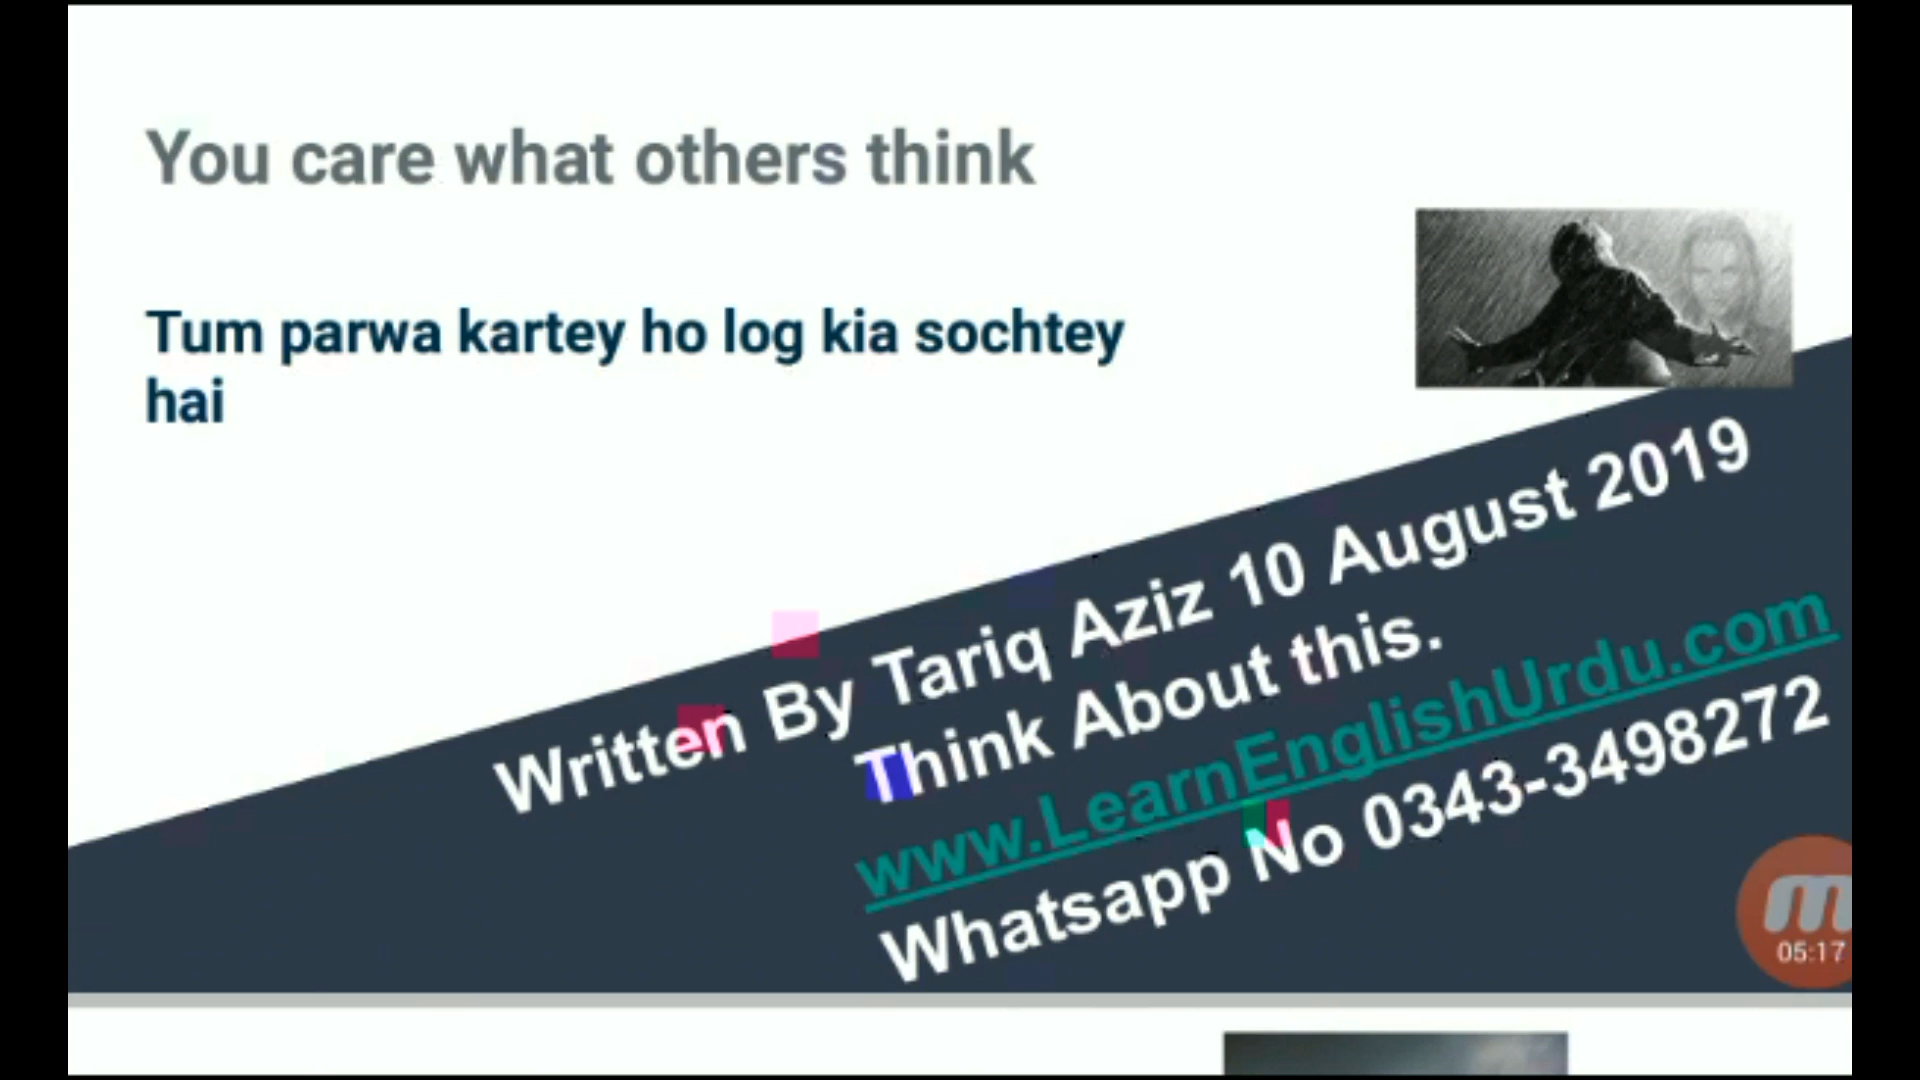 You care what others think
Tum parwa kartey ho log kia sochtey
hai
Written By Tariq Aziz 10 August 2019
Think About this.
www.LearnEnglishUrdu.com
Whatsapp No 0343-3498272
05:17